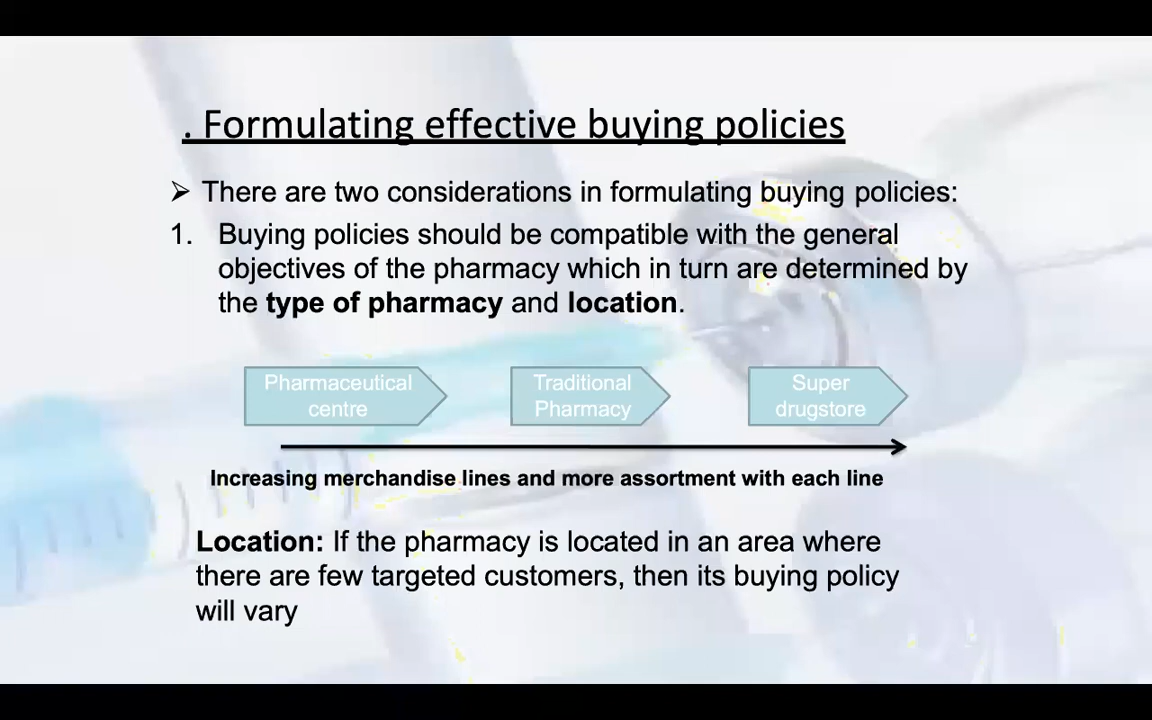 . Formulating effective buying policies
➢ There are two considerations in formulating buying policies:
1. Buying policies should be compatible with the general
objectives of the pharmacy which in turn are determined by
the type of pharmacy and location.
Pharmaceutical
centre
Traditional
Pharmacy
Super
drugstore
Increasing merchandise lines and more assortment with each line
Location: If the pharmacy is located in an area where
there are few targeted customers, then its buying policy
will vary